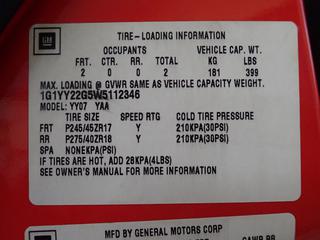 GM
TIRE-LOADING INFORMATION
OCCUPANTS VEHICLE CAP. WT.
FRT. CTR. RR. TOTAL KG LBS
2 0 0 2 181 399
MAX. LOADING @ GVWR SAME AS VEHICLE CAPACITY WEIGHT.
1G1YY22G5W5112346
MODEL: YY07 YAA
TIRE SIZE SPEED RTG COLD TIRE PRESSURE
FRT P245/45ZR17 Y 210KPA(30PSI)
RR P275/40ZR18 Y 210KPA(30PSI)
SPA NONEKPA(PSI)
IF TIRES ARE HOT, ADD 28KPA(4LBS)
SEE OWNER'S MANUAL FOR MORE INFORMATION
MFD BY GENERAL MOTORS CORP
GAWR RR